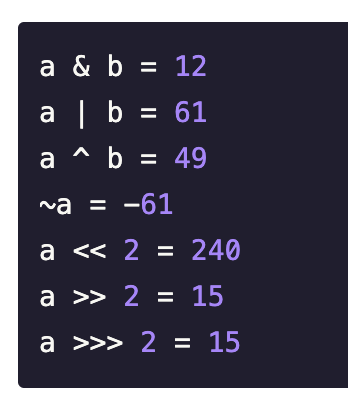 a & b = 12
a | b = 61
a ^ b = 49
~a = −61
a << 2 = 240
a >> 2 = 15
a >>> 2 = 15